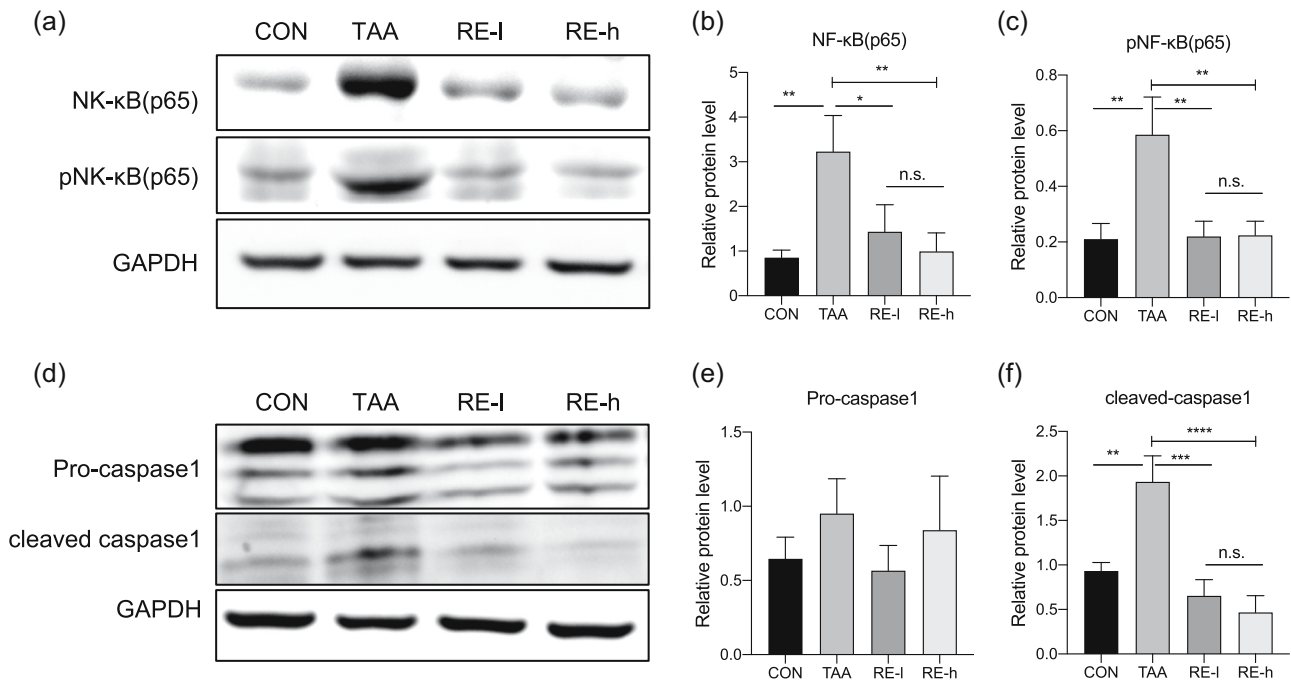 (a)
CON TAA RE-l RE-h
NK-κB(p65)
pNK-κB(p65)
GAPDH
(b)
NF-κB(p65)
Relative protein level
5
4
3
2
1
0
** * **
n.s.
CON TAA RE-l RE-h
(c)
pNF-κB(p65)
Relative protein level
0.8
0.6
0.4
0.2
0.0
** ** **
n.s.
CON TAA RE-l RE-h
(d)
CON TAA RE-l RE-h
Pro-caspase1
cleaved caspase1
GAPDH
(e)
Pro-caspase1
Relative protein level
1.5
1.0
0.5
0.0
CON TAA RE-l RE-h
(f)
cleaved-caspase1
Relative protein level
2.5
2.0
1.5
1.0
0.5
0.0
****
** ***
n.s.
CON TAA RE-l RE-h